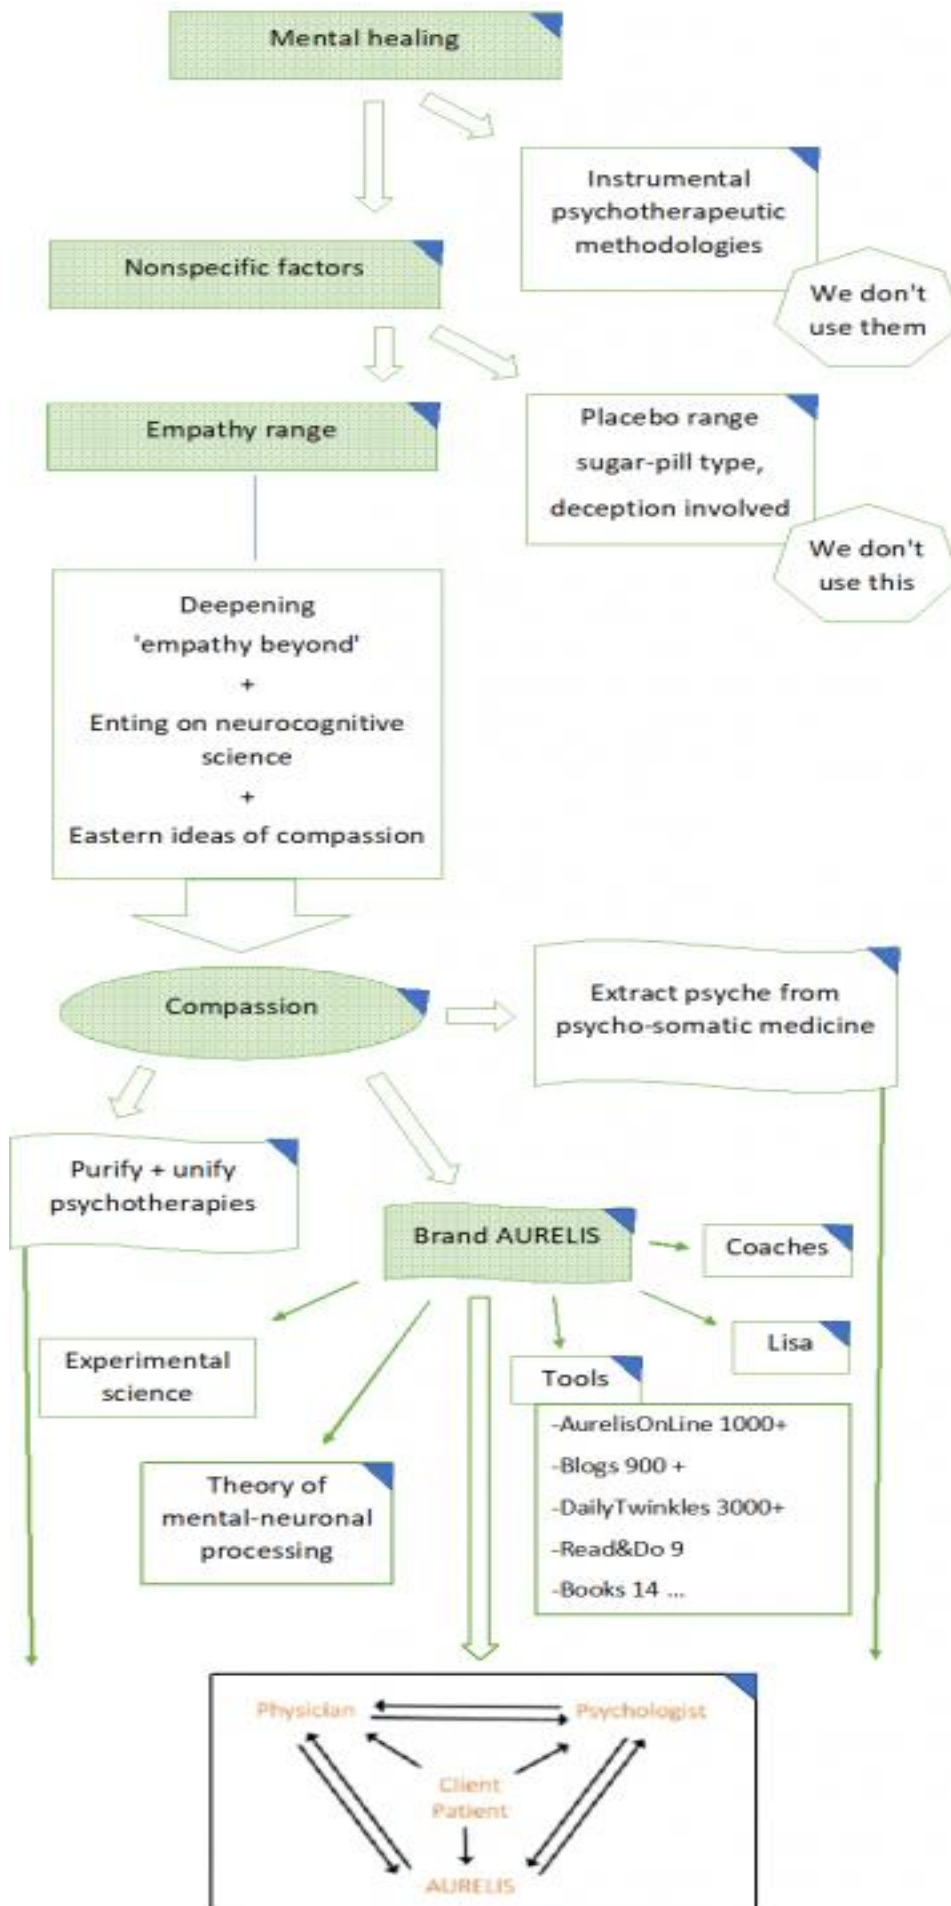 Mental healing
Instrumental
psychotherapeutic
methodologies
We don't
use them
Nonspecific factors
Empathy range
Placebo range
sugar-pill type,
deception involved
We don't
use this
Deepening
'empathy beyond'
+
Enting on neurocognitive
science
+
Eastern ideas of compassion
Compassion
Extract psyche from
psycho-somatic medicine
Purify + unify
psychotherapies
Brand AURELIS
Coaches
Lisa
Experimental
science
Tools
-AurelisOnLine 1000+
-Blogs 900 +
-DailyTwinkles 3000+
-Read&Do 9
-Books 14 ...
Theory of
mental-neuronal
processing
Physician
Psychologist
Client
Patient
AURELIS